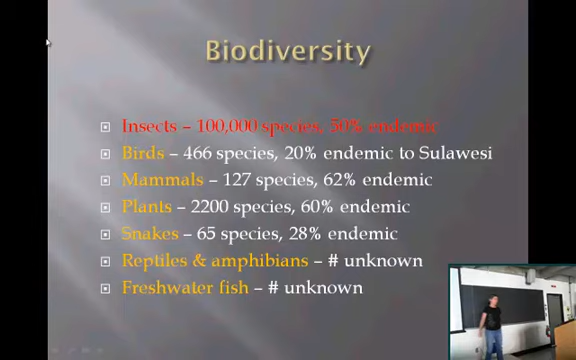 Biodiversity
Insects – 100,000 species, 50% endemic
Birds – 466 species, 20% endemic to Sulawesi
Mammals – 127 species, 62% endemic
Plants – 2200 species, 60% endemic
Snakes – 65 species, 28% endemic
Reptiles & amphibians – # unknown
Freshwater fish – # unknown